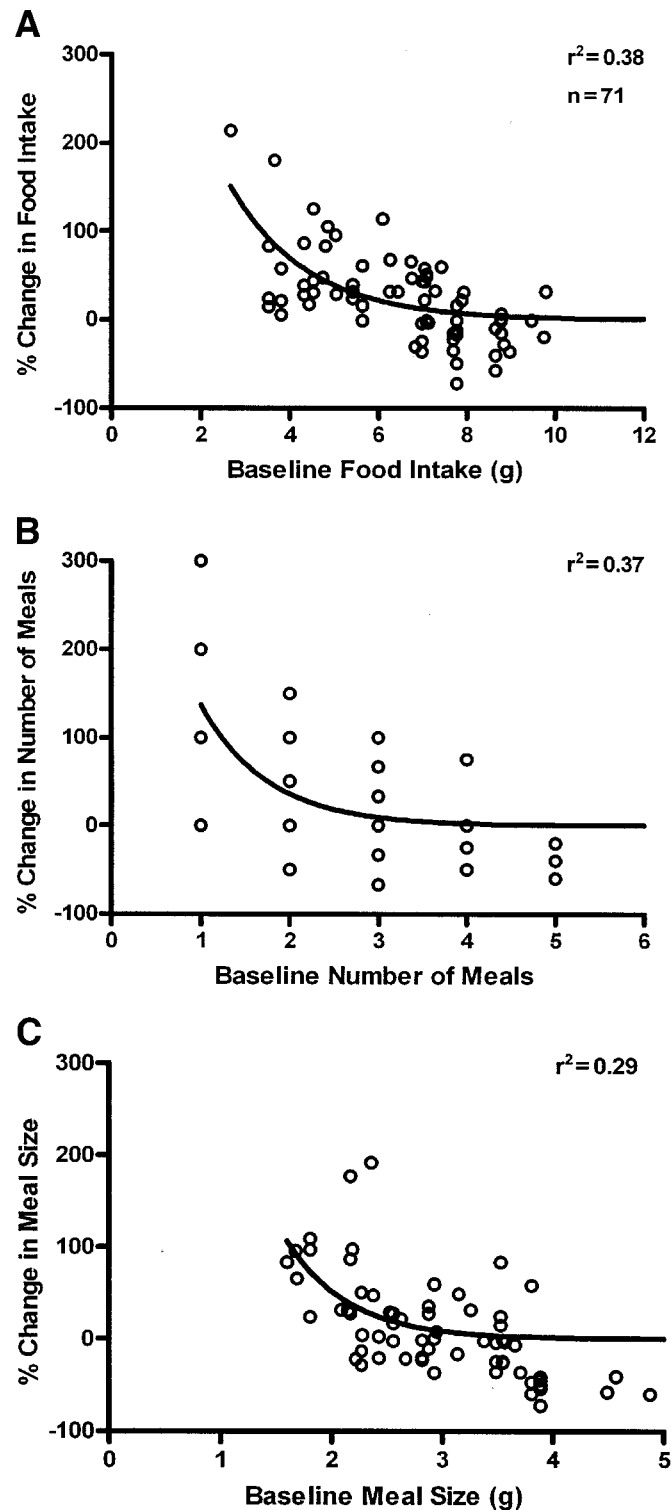 A
r²=0.38
n=71
% Change in Food Intake
300
200
100
0
-100
0 2 4 6 8 10 12
Baseline Food Intake (g)
B
r²=0.37
% Change in Number of Meals
300
200
100
0
-100
0 1 2 3 4 5 6
Baseline Number of Meals
C
r²=0.29
% Change in Meal Size
300
200
100
0
-100
0 1 2 3 4 5
Baseline Meal Size (g)